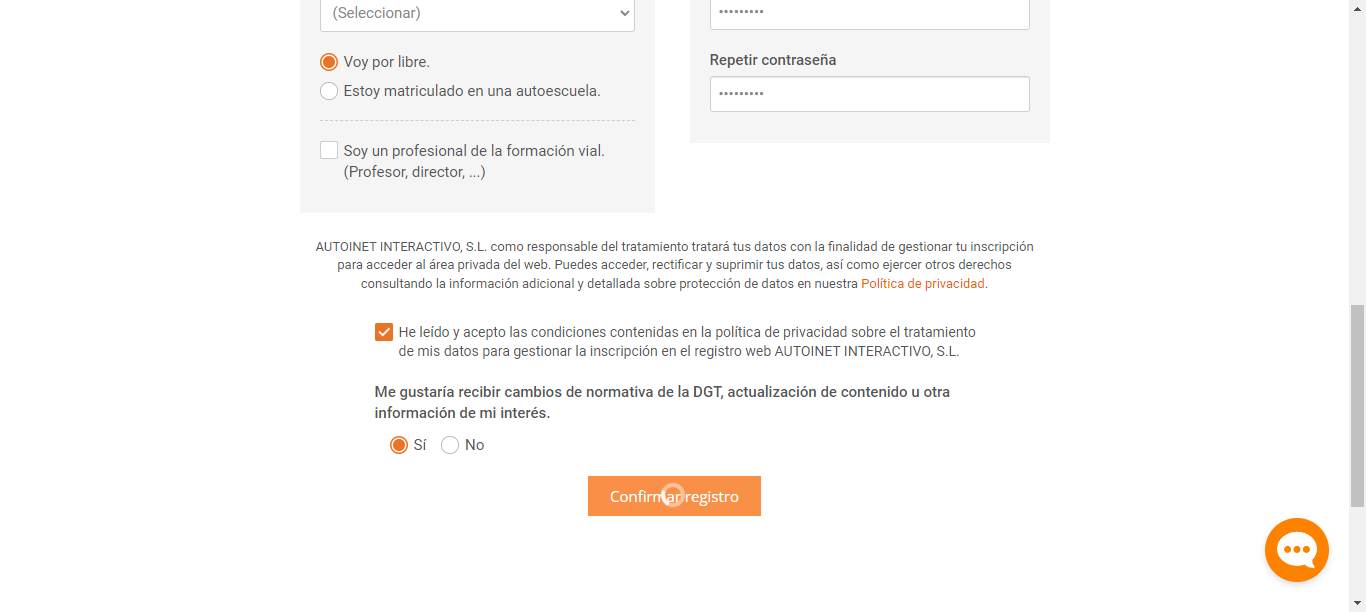 (Seleccionar)
Voy por libre.
Estoy matriculado en una autoescuela.
Soy un profesional de la formación vial.
(Profesor, director, ...)
•••••••••
Repetir contraseña
•••••••••
AUTOINET INTERACTIVO, S.L. como responsable del tratamiento tratará tus datos con la finalidad de gestionar tu inscripción
para acceder al área privada del web. Puedes acceder, rectificar y suprimir tus datos, así como ejercer otros derechos
consultando la información adicional y detallada sobre protección de datos en nuestra Política de privacidad.
He leído y acepto las condiciones contenidas en la política de privacidad sobre el tratamiento
de mis datos para gestionar la inscripción en el registro web AUTOINET INTERACTIVO, S.L.
Me gustaría recibir cambios de normativa de la DGT, actualización de contenido u otra
información de mi interés.
Sí No
Confirmar registro